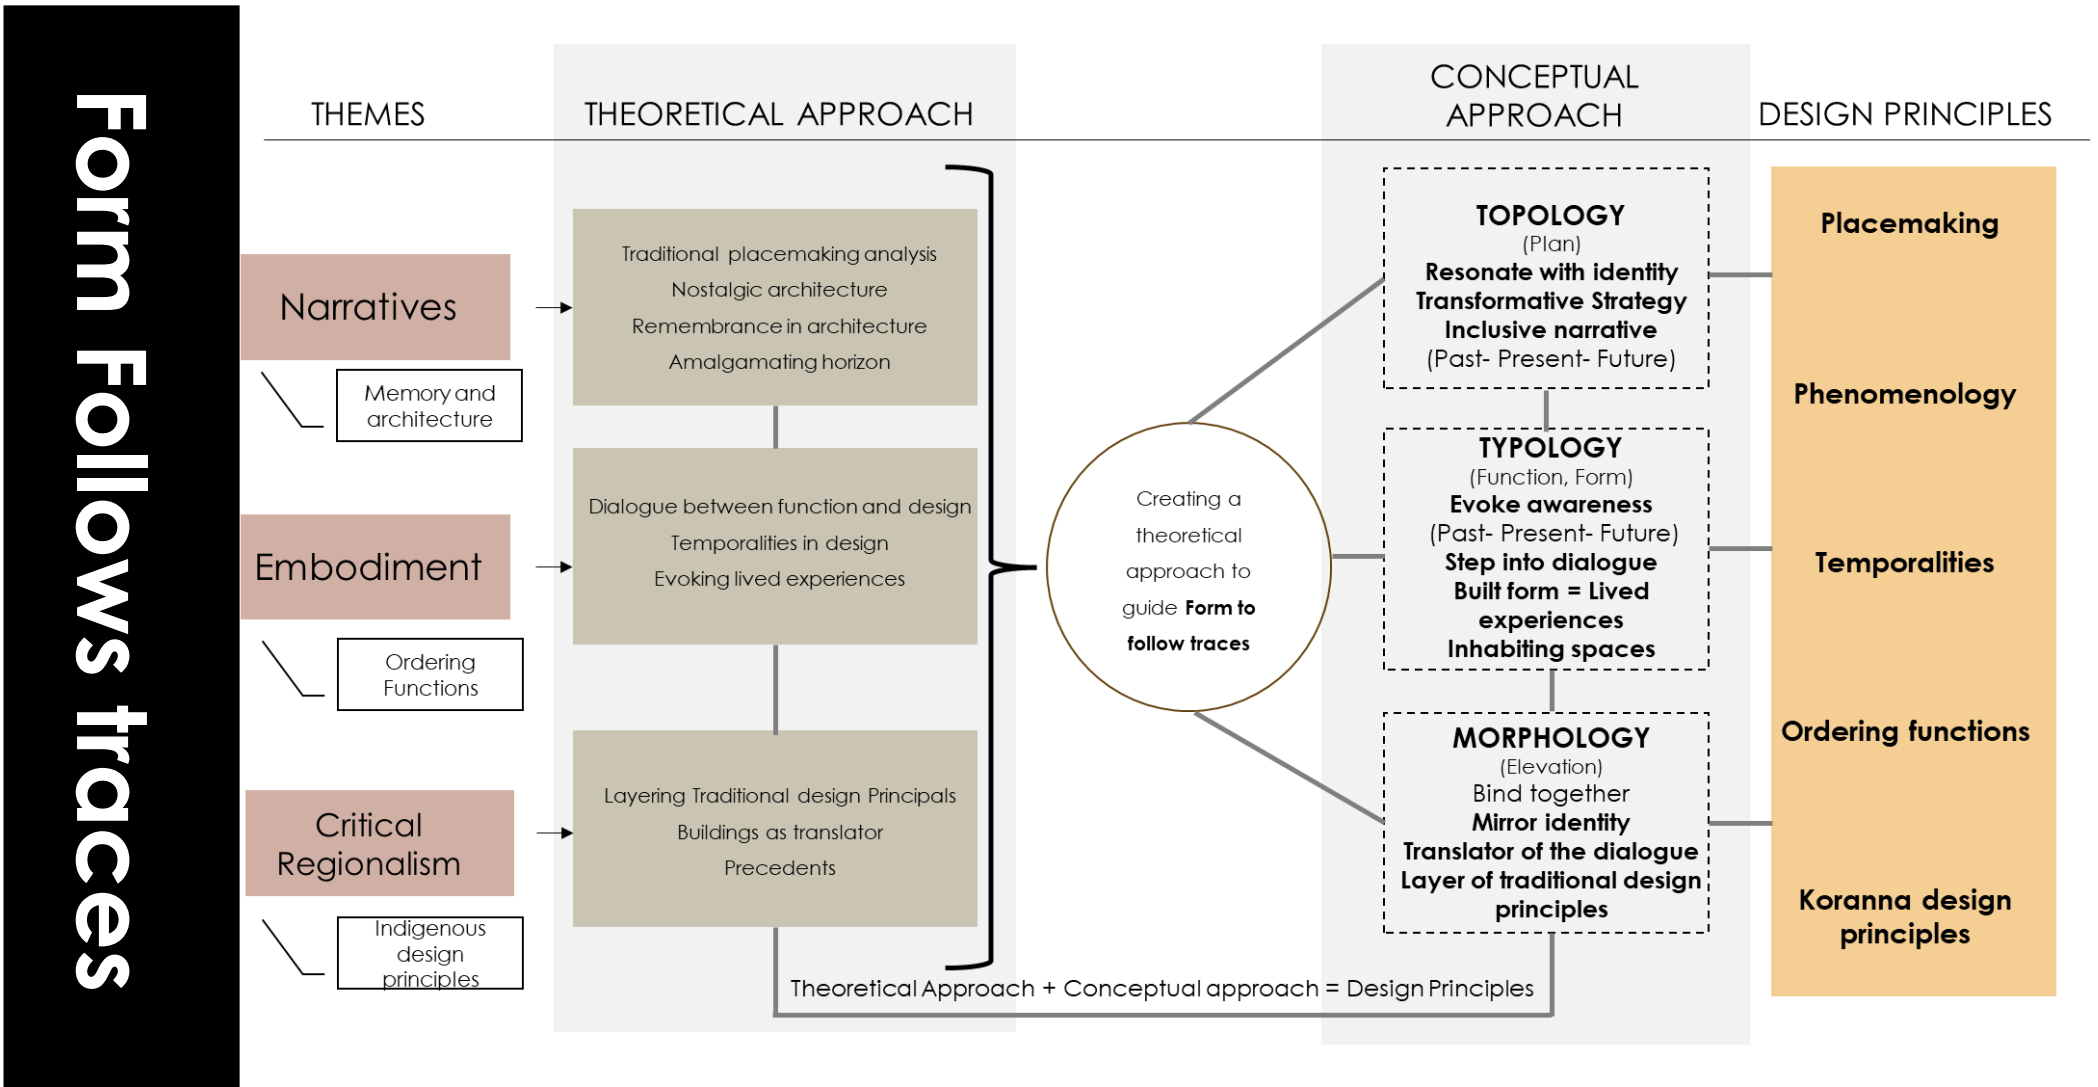 Form Follows traces
THEMES
THEORETICAL APPROACH
CONCEPTUAL
APPROACH
DESIGN PRINCIPLES
Narratives
Memory and
architecture
Embodiment
Ordering
Functions
Critical
Regionalism
Indigenous
design
principles
Traditional placemaking analysis
Nostalgic architecture
Remembrance in architecture
Amalgamating horizon
Dialogue between function and design
Temporalities in design
Evoking lived experiences
Layering Traditional design Principals
Buildings as translator
Precedents
Creating a
theoretical
approach to
guide Form to
follow traces
TOPOLOGY
(Plan)
Resonate with identity
Transformative Strategy
Inclusive narrative
(Past- Present- Future)
TYPOLOGY
(Function, Form)
Evoke awareness
(Past- Present- Future)
Step into dialogue
Built form = Lived
experiences
Inhabiting spaces
MORPHOLOGY
(Elevation)
Bind together
Mirror identity
Translator of the dialogue
Layer of traditional design
principles
Theoretical Approach + Conceptual approach = Design Principles
Placemaking
Phenomenology
Temporalities
Ordering functions
Koranna design
principles